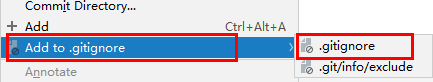 Commit Directory...
Add Ctrl+Alt+A
Add to .gitignore
.gitignore
.git/info/exclude
Annotate